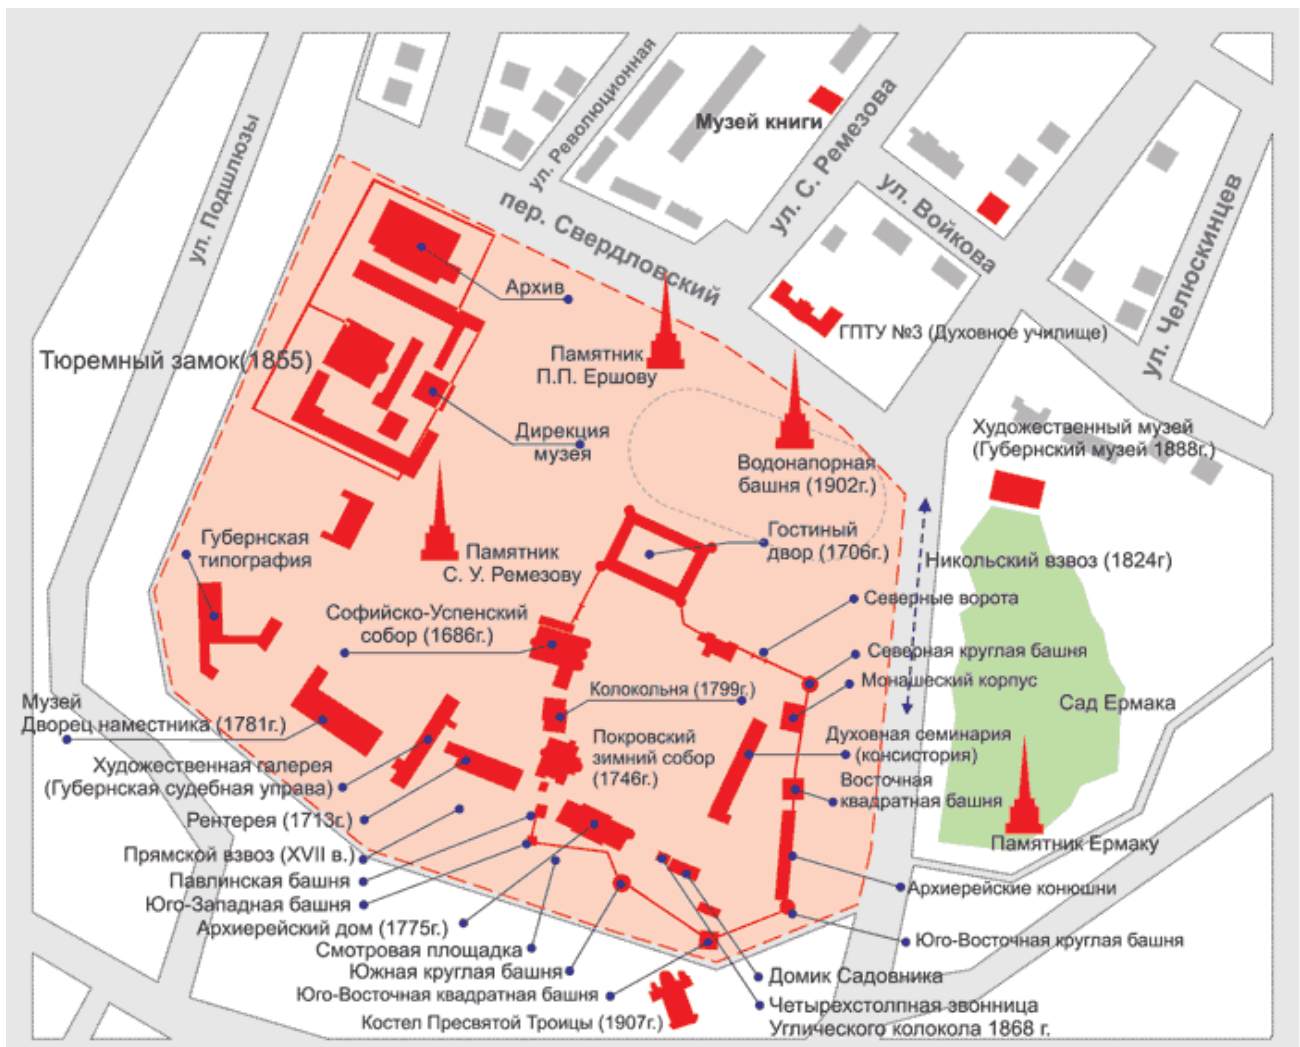 ул. Подшлюзы
ул. Революционная
Музей книги
ул. С. Ремезова
пер. Свердловский
ул. Войкова
ул. Челюскинцев
Архив
Тюремный замок(1855)
Памятник
П.П. Ершову
ГПТУ №3 (Духовное училище)
Дирекция
музея
Водонапорная
башня (1902г.)
Художественный музей
(Губернский музей 1888г.)
Губернская
типография
Памятник
С. У. Ремезову
Гостиный
двор (1706г.)
Никольский взвоз (1824г)
Софийско-Успенский
собор (1686г.)
Северные ворота
Северная круглая башня
Колокольня (1799г.)
Монашеский корпус
Сад Ермака
Музей
Дворец наместника (1781г.)
Покровский
зимний собор
(1746г.)
Духовная семинария
(консистория)
Художественная галерея
(Губернская судебная управа)
Восточная
квадратная башня
Рентерея (1713г.)
Памятник Ермаку
Прямской взвоз (XVII в.)
Павлинская башня
Архиерейские конюшни
Юго-Западная башня
Архиерейский дом (1775г.)
Смотровая площадка
Юго-Восточная круглая башня
Южная круглая башня
Домик Садовника
Юго-Восточная квадратная башня
Четырехстолпная звонница
Углического колокола 1868 г.
Костел Пресвятой Троицы (1907г.)